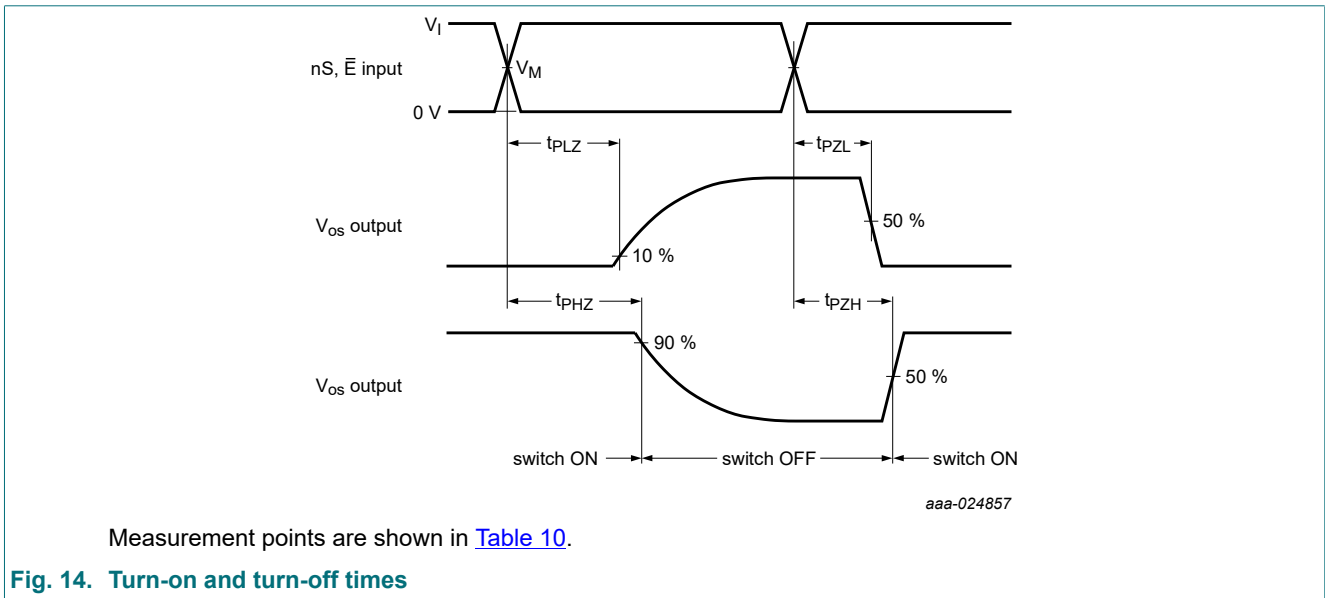 V_I
nS, E̅ input
V_M
0 V
t_PLZ
t_PZL
V_os output
50 %
10 %
t_PHZ
t_PZH
90 %
V_os output
50 %
switch ON
switch OFF
switch ON
aaa-024857
Measurement points are shown in Table 10.
Fig. 14. Turn-on and turn-off times